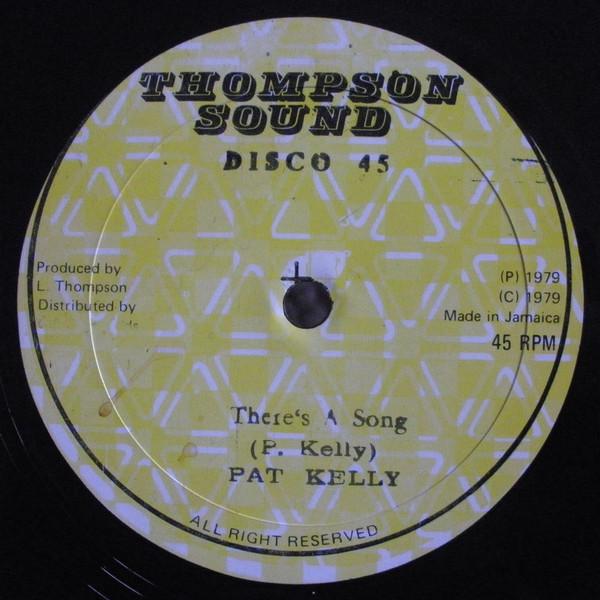 THOMPSON
SOUND
DISCO 45
Produced by
L. Thompson
Distributed by
(P) 1979
(C) 1979
Made in Jamaica
45 RPM
There's A Song
(P. Kelly)
PAT KELLY
ALL RIGHT RESERVED